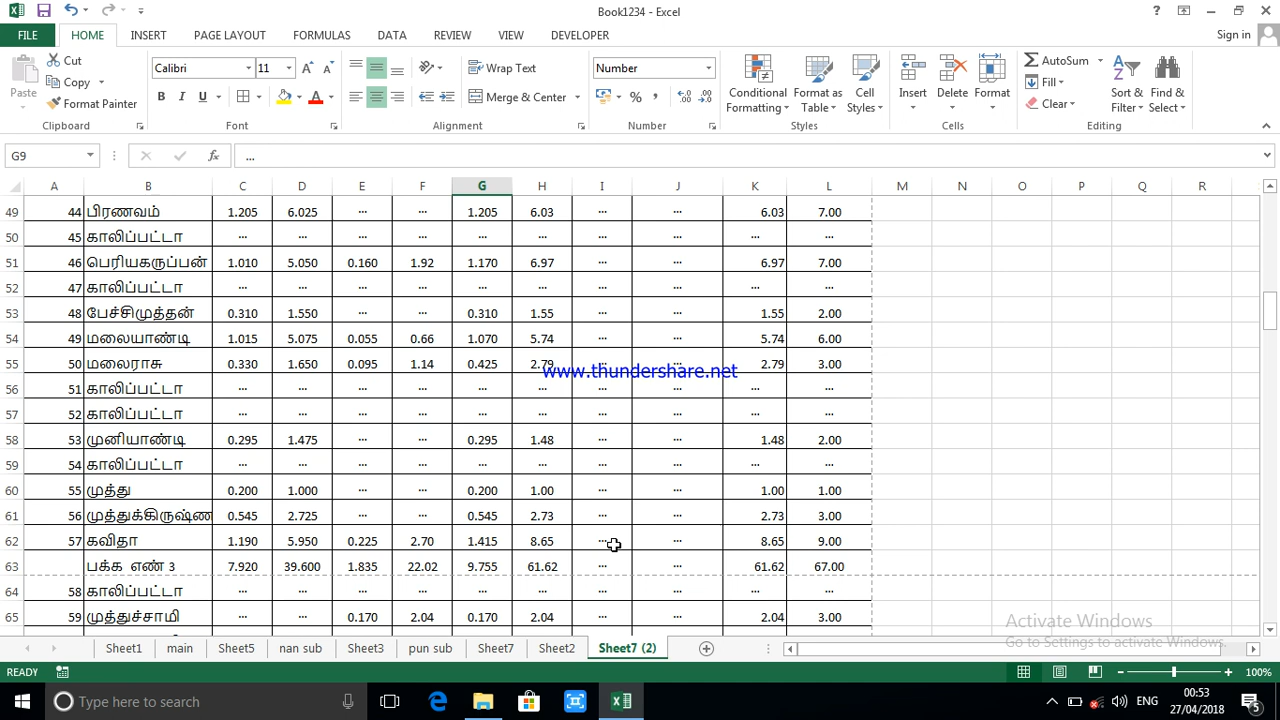 Book1234 - Excel
FILE HOME INSERT PAGE LAYOUT FORMULAS DATA REVIEW VIEW DEVELOPER Sign in
Cut
Copy
Format Painter
Paste
Clipboard
Calibri 11
B I U A
Font
Wrap Text
Merge & Center
Alignment
Number
%
Number
Conditional Formatting
Format as Table
Cell Styles
Styles
Insert Delete Format
Cells
AutoSum
Fill
Clear
Sort & Filter
Find & Select
Editing
G9 fx ...
A B C D E F G H I J K L M N O P Q R
49 44 பிரணவம் 1.205 6.025 ... ... 1.205 6.03 ... ... 6.03 7.00
50 45 காலிப்பட்டா ... ... ... ... ... ... ... ... ... ...
51 46 பெரியகருப்பன் 1.010 5.050 0.160 1.92 1.170 6.97 ... ... 6.97 7.00
52 47 காலிப்பட்டா ... ... ... ... ... ... ... ... ... ...
53 48 பேச்சிமுத்தன் 0.310 1.550 ... ... 0.310 1.55 ... ... 1.55 2.00
54 49 மலையாண்டி 1.015 5.075 0.055 0.66 1.070 5.74 ... ... 5.74 6.00
55 50 மலைராசு 0.330 1.650 0.095 1.14 0.425 2.79 ... ... 2.79 3.00
www.thundershare.net
56 51 காலிப்பட்டா ... ... ... ... ... ... ... ... ... ...
57 52 காலிப்பட்டா ... ... ... ... ... ... ... ... ... ...
58 53 முனியாண்டி 0.295 1.475 ... ... 0.295 1.48 ... ... 1.48 2.00
59 54 காலிப்பட்டா ... ... ... ... ... ... ... ... ... ...
60 55 முத்து 0.200 1.000 ... ... 0.200 1.00 ... ... 1.00 1.00
61 56 முத்துக்கிருஷ்ண 0.545 2.725 ... ... 0.545 2.73 ... ... 2.73 3.00
62 57 கவிதா 1.190 5.950 0.225 2.70 1.415 8.65 ... ... 8.65 9.00
63 பக்க எண் 3 7.920 39.600 1.835 22.02 9.755 61.62 ... ... 61.62 67.00
64 58 காலிப்பட்டா ... ... ... ... ... ... ... ... ... ...
65 59 முத்துச்சாமி ... ... 0.170 2.04 0.170 2.04 ... ... 2.04 3.00
Activate Windows
Go to Settings to activate Windows.
Sheet1 main Sheet5 nan sub Sheet6 pun sub Sheet7 Sheet2 Sheet7 (2)
READY 100%
Type here to search
ENG
00:53
27/04/2018
5